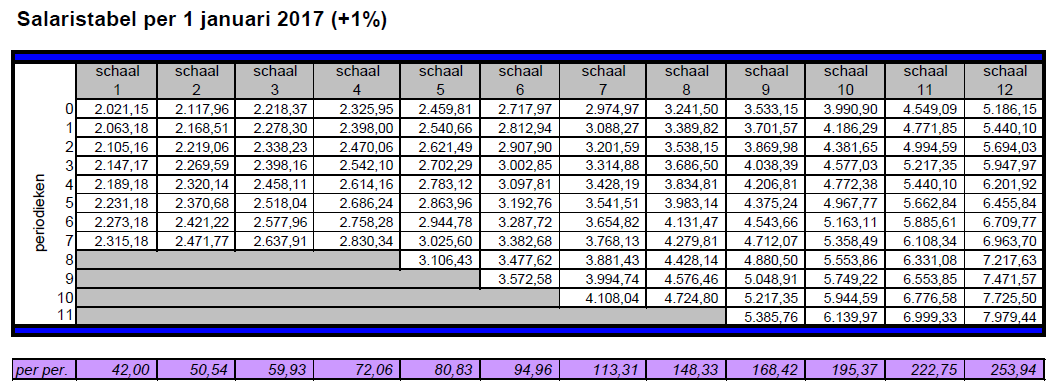 Salaristabel per 1 januari 2017 (+1%)
schaal schaal schaal schaal schaal schaal schaal schaal schaal schaal schaal schaal
1 2 3 4 5 6 7 8 9 10 11 12
periodieken
0 2.021,15 2.117,96 2.218,37 2.325,95 2.459,81 2.717,97 2.974,97 3.241,50 3.533,15 3.990,90 4.549,09 5.186,15
1 2.063,18 2.168,51 2.278,30 2.398,00 2.540,66 2.812,94 3.088,27 3.389,82 3.701,57 4.186,29 4.771,85 5.440,10
2 2.105,16 2.219,06 2.338,23 2.470,06 2.621,49 2.907,90 3.201,59 3.538,15 3.869,98 4.381,65 4.994,59 5.694,03
3 2.147,17 2.269,59 2.398,16 2.542,10 2.702,29 3.002,85 3.314,88 3.686,50 4.038,39 4.577,03 5.217,35 5.947,97
4 2.189,18 2.320,14 2.458,11 2.614,16 2.783,12 3.097,81 3.428,19 3.834,81 4.206,81 4.772,38 5.440,10 6.201,92
5 2.231,18 2.370,68 2.518,04 2.686,24 2.863,96 3.192,76 3.541,51 3.983,14 4.375,24 4.967,77 5.662,84 6.455,84
6 2.273,18 2.421,22 2.577,96 2.758,28 2.944,78 3.287,72 3.654,82 4.131,47 4.543,66 5.163,11 5.885,61 6.709,77
7 2.315,18 2.471,77 2.637,91 2.830,34 3.025,60 3.382,68 3.768,13 4.279,81 4.712,07 5.358,49 6.108,34 6.963,70
8 3.106,43 3.477,62 3.881,43 4.428,14 4.880,50 5.553,86 6.331,08 7.217,63
9 3.572,58 3.994,74 4.576,46 5.048,91 5.749,22 6.553,85 7.471,57
10 4.108,04 4.724,80 5.217,35 5.944,59 6.776,58 7.725,50
11 5.385,76 6.139,97 6.999,33 7.979,44
per per. 42,00 50,54 59,93 72,06 80,83 94,96 113,31 148,33 168,42 195,37 222,75 253,94